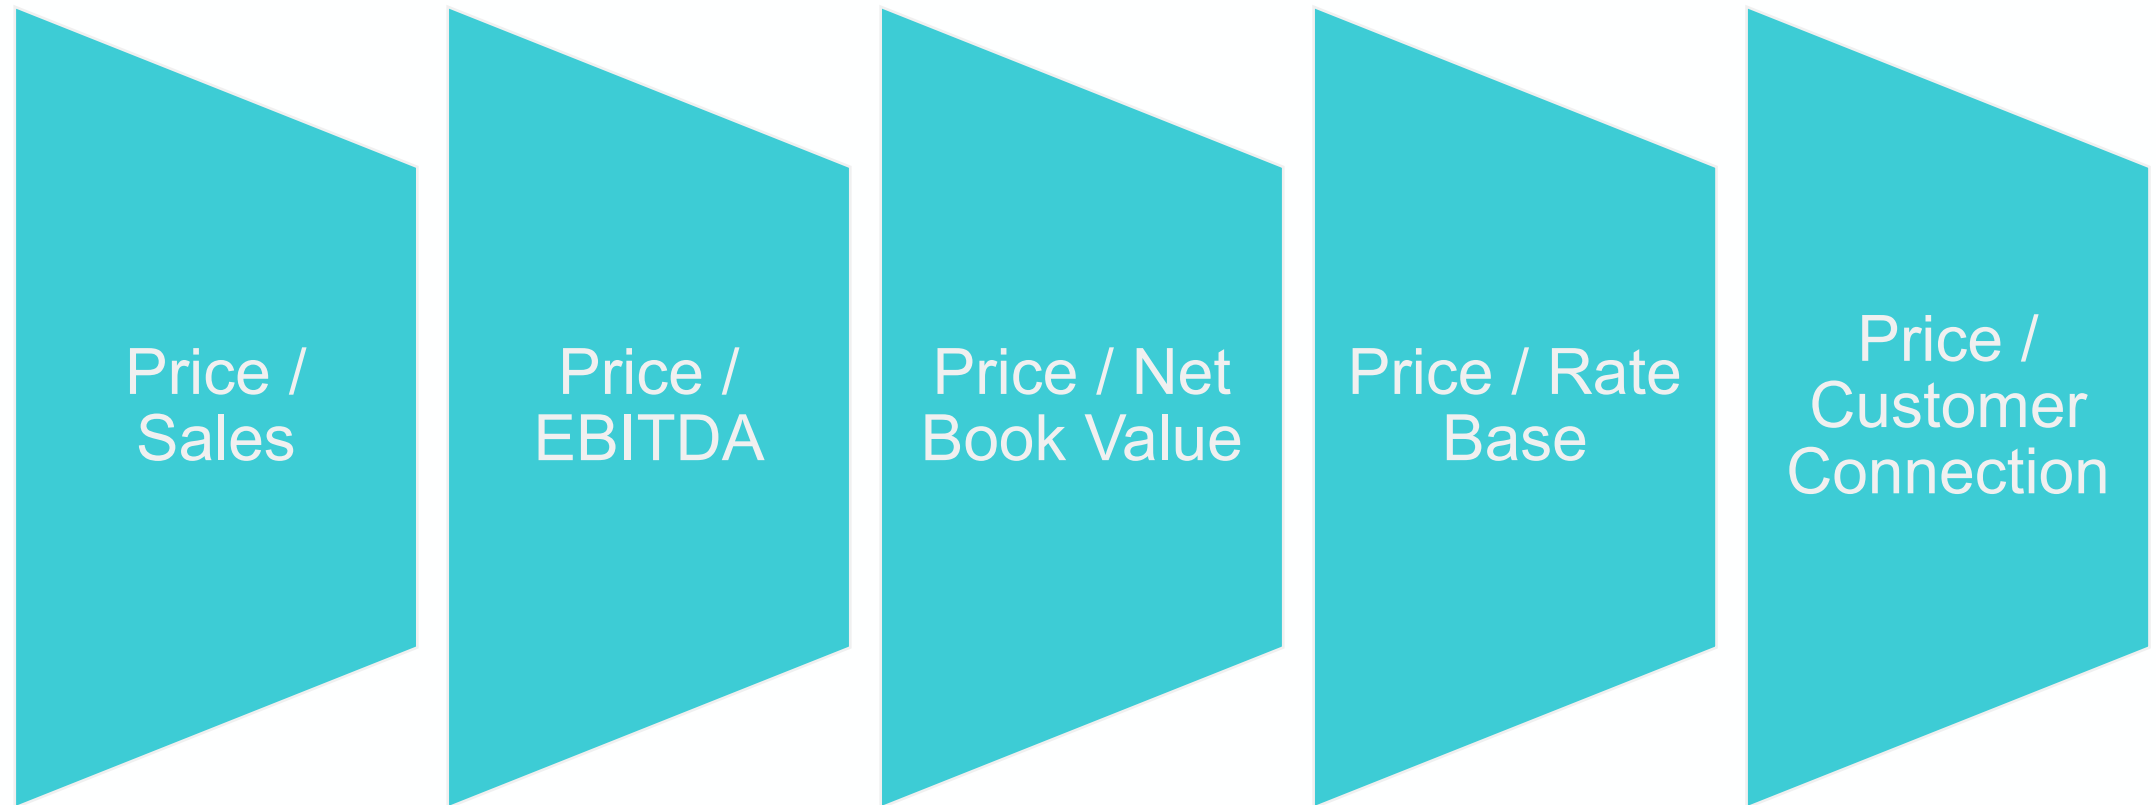 Price /
Sales
Price /
EBITDA
Price / Net
Book Value
Price / Rate
Base
Price /
Customer
Connection